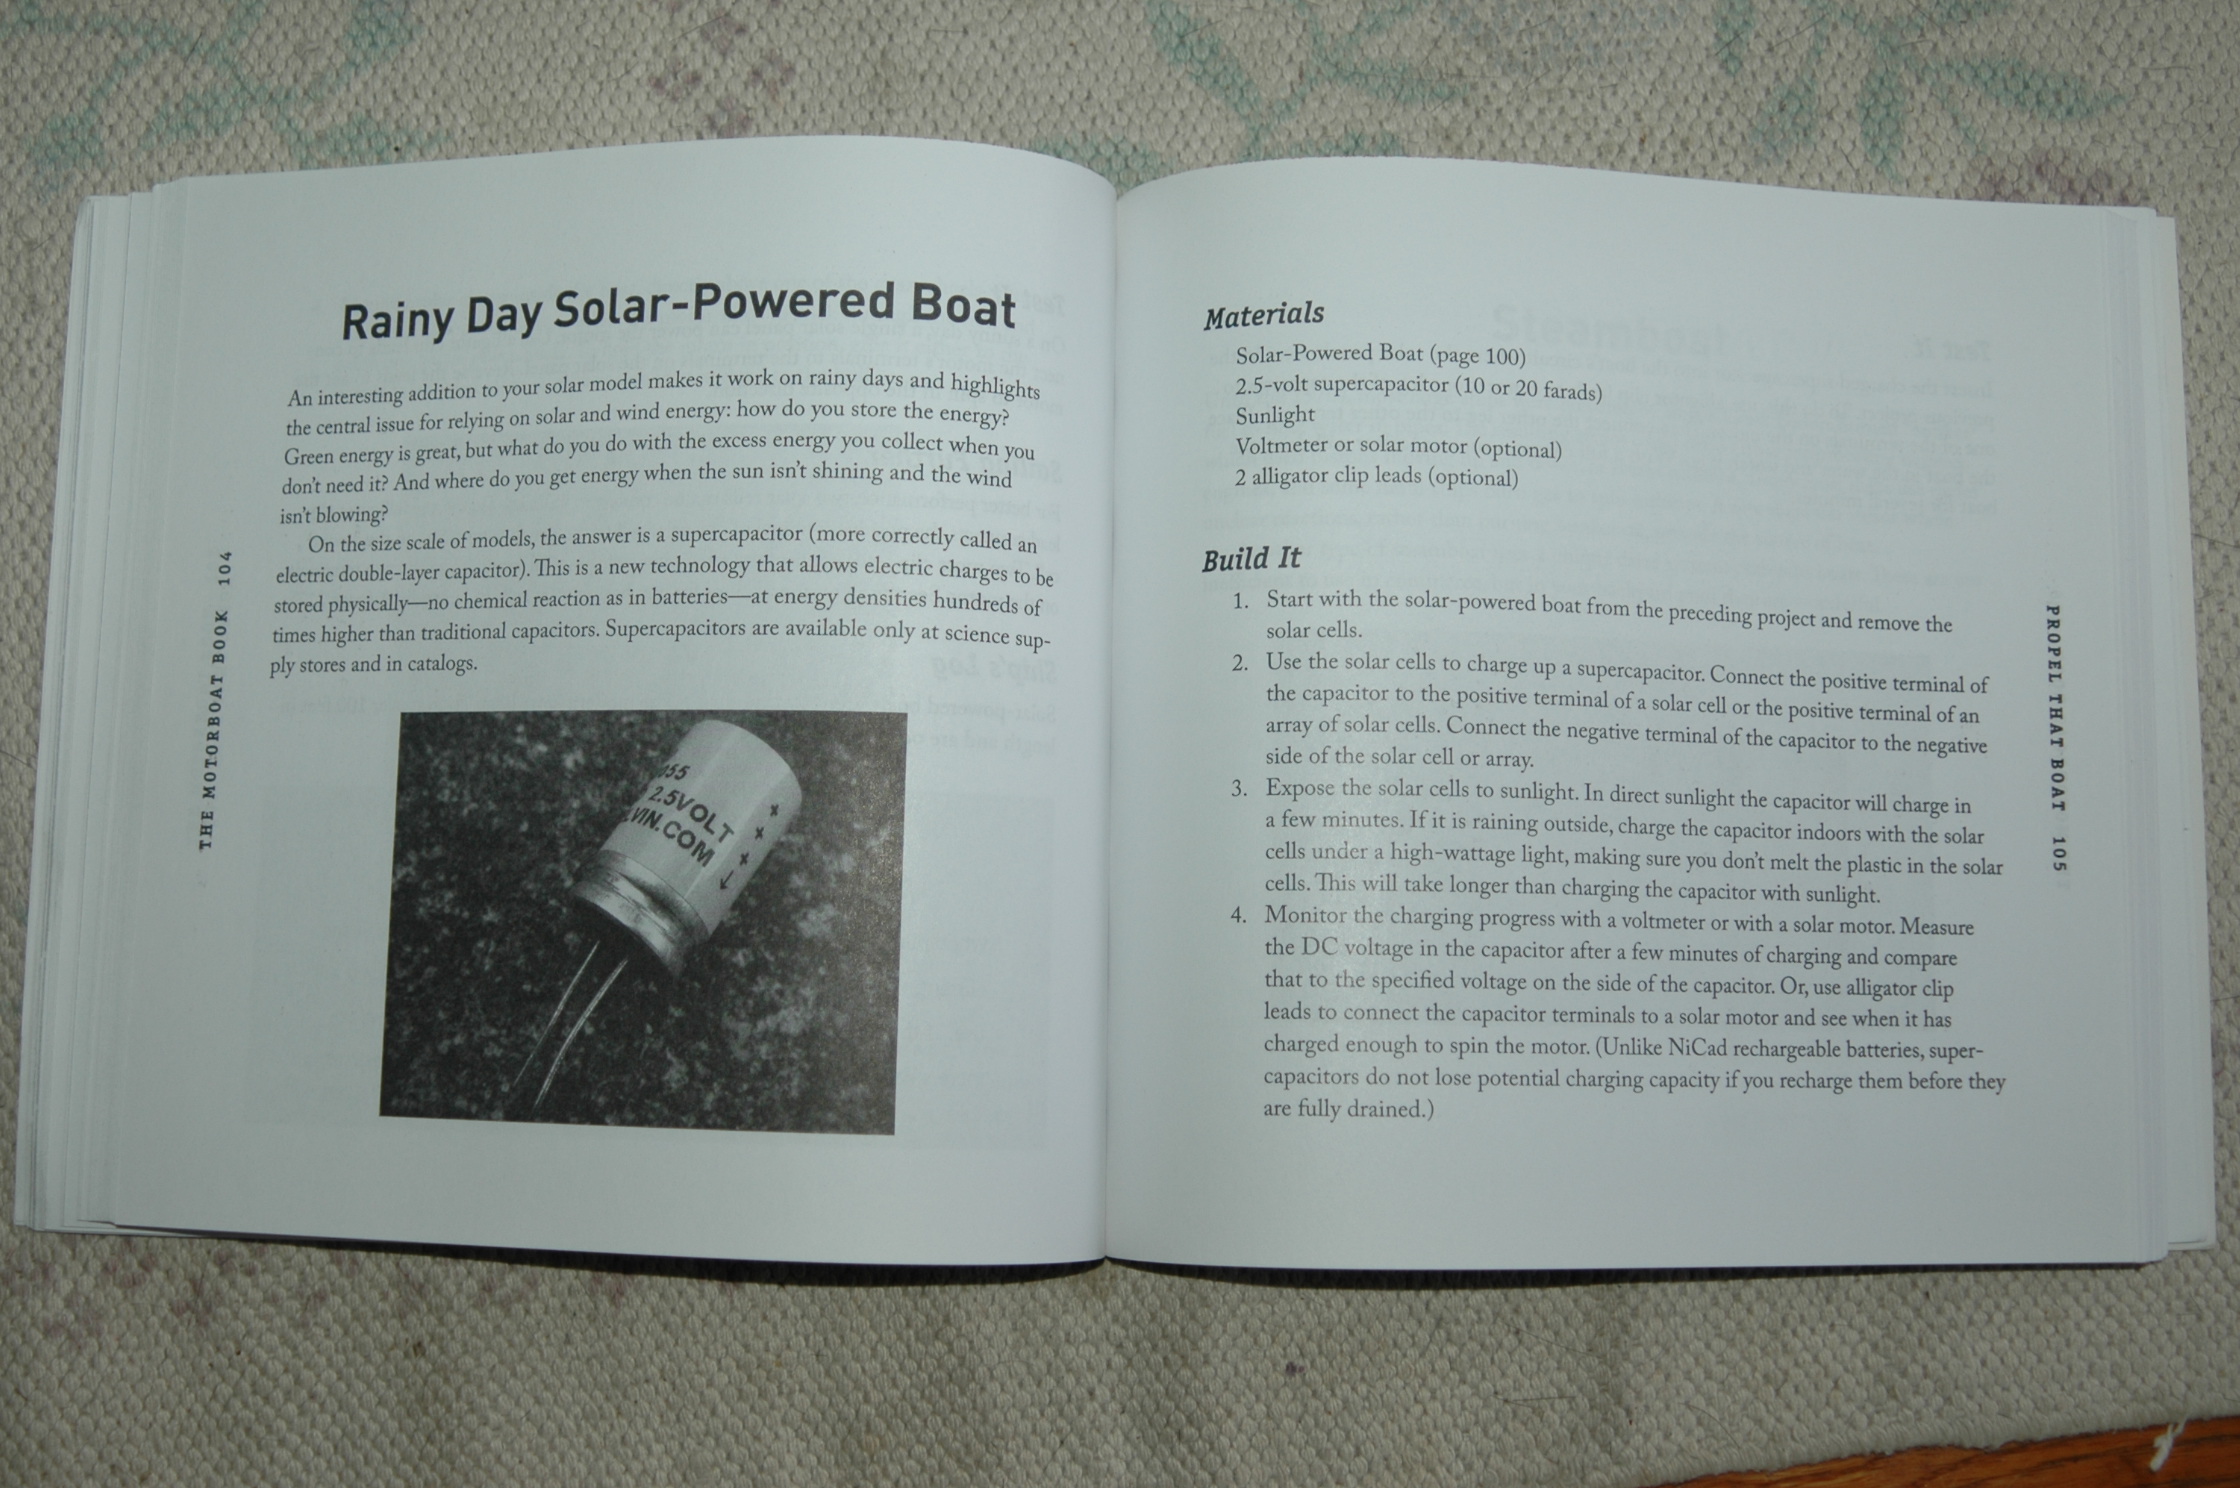 Rainy Day Solar-Powered Boat
An interesting addition to your solar model makes it work on rainy days and highlights
the central issue for relying on solar and wind energy: how do you store the energy?
Green energy is great, but what do you do with the excess energy you collect when you
don't need it? And where do you get energy when the sun isn't shining and the wind
isn't blowing?
On the size scale of models, the answer is a supercapacitor (more correctly called an
electric double-layer capacitor). This is a new technology that allows electric charges to be
stored physically—no chemical reaction as in batteries—at energy densities hundreds of
times higher than traditional capacitors. Supercapacitors are available only at science sup-
ply stores and in catalogs.
2.5VOLT
VIN.COM
THE MOTORBOAT BOOK 104
Materials
Solar-Powered Boat (page 100)
2.5-volt supercapacitor (10 or 20 farads)
Sunlight
Voltmeter or solar motor (optional)
2 alligator clip leads (optional)
Build It
1. Start with the solar-powered boat from the preceding project and remove the
solar cells.
2. Use the solar cells to charge up a supercapacitor. Connect the positive terminal of
the capacitor to the positive terminal of a solar cell or the positive terminal of an
array of solar cells. Connect the negative terminal of the capacitor to the negative
side of the solar cell or array.
3. Expose the solar cells to sunlight. In direct sunlight the capacitor will charge in
a few minutes. If it is raining outside, charge the capacitor indoors with the solar
cells under a high-wattage light, making sure you don't melt the plastic in the solar
cells. This will take longer than charging the capacitor with sunlight.
4. Monitor the charging progress with a voltmeter or with a solar motor. Measure
the DC voltage in the capacitor after a few minutes of charging and compare
that to the specified voltage on the side of the capacitor. Or, use alligator clip
leads to connect the capacitor terminals to a solar motor and see when it has
charged enough to spin the motor. (Unlike NiCad rechargeable batteries, super-
capacitors do not lose potential charging capacity if you recharge them before they
are fully drained.)
PROPEL THAT BOAT 105